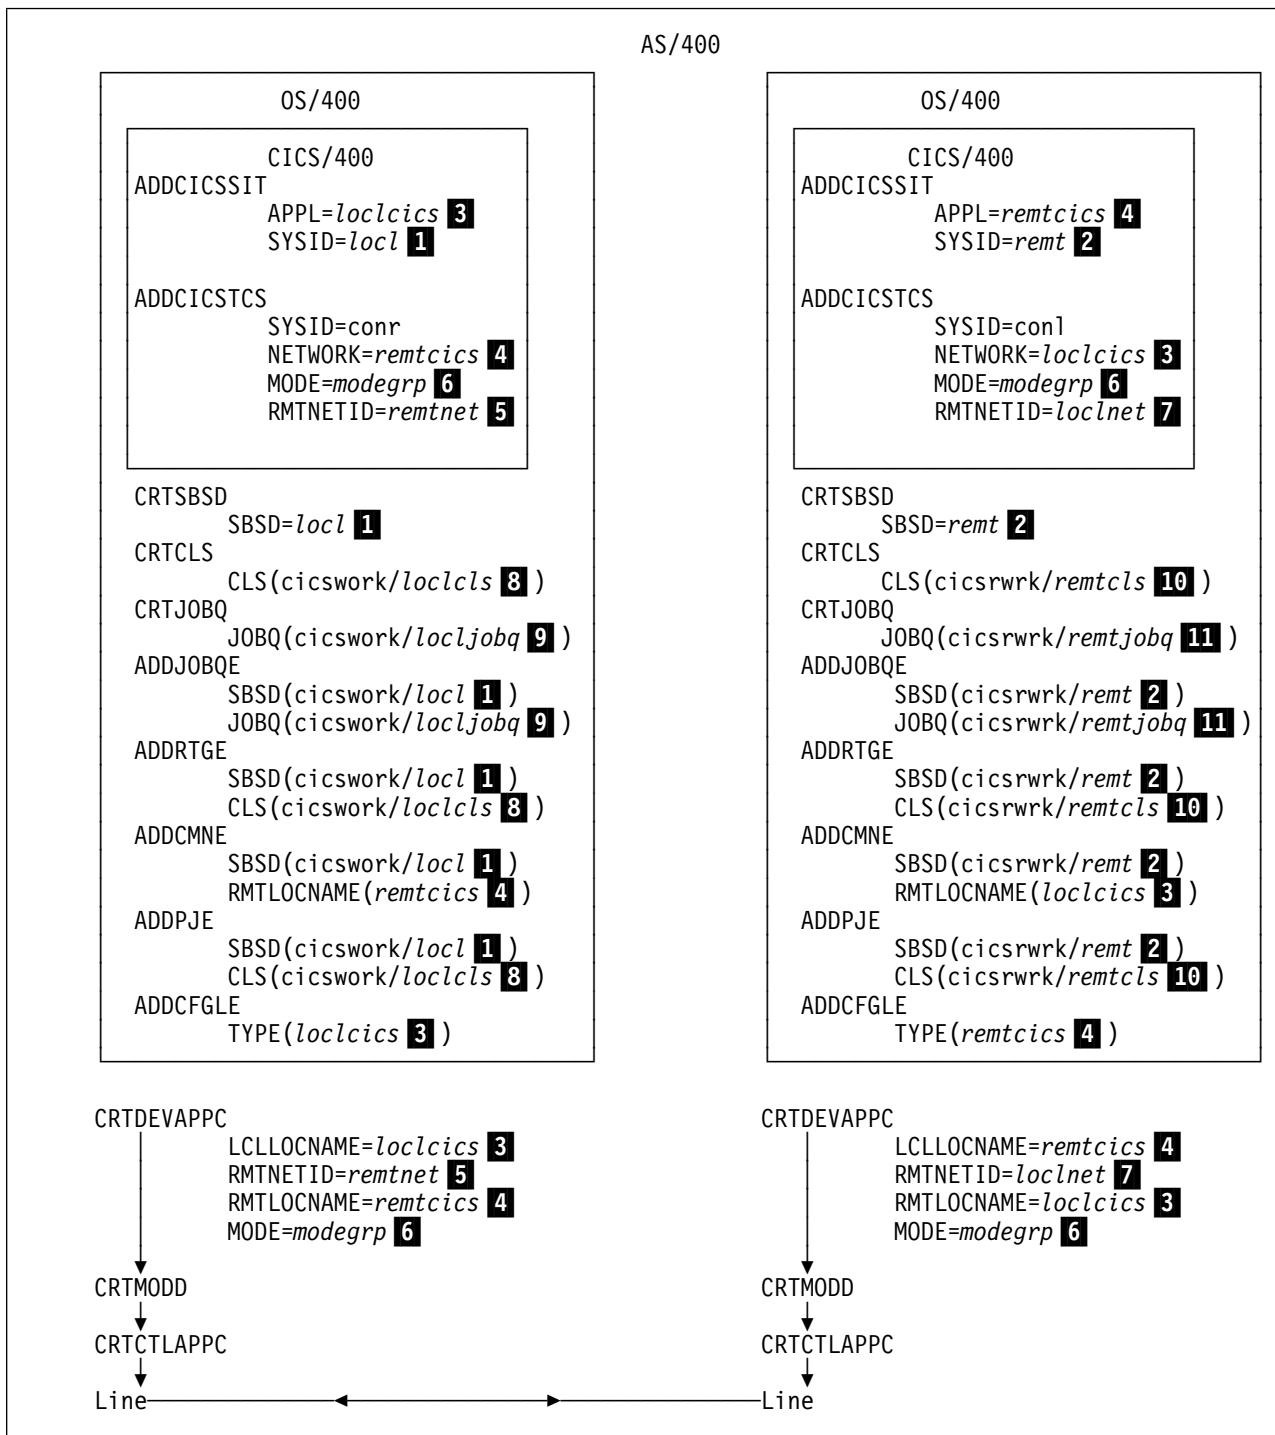 AS/400
OS/400 OS/400
CICS/400 CICS/400
ADDCICSSIT ADDCICSSIT
APPL=loclcics 3 APPL=remtcics 4
SYSID=locl 1 SYSID=remt 2
ADDCICSTCS ADDCICSTCS
SYSID=conr SYSID=conl
NETWORK=remtcics 4 NETWORK=loclcics 3
MODE=modegrp 6 MODE=modegrp 6
RMTNETID=remtnet 5 RMTNETID=loclnet 7
CRTSBSD CRTSBSD
SBSD=locl 1 SBSD=remt 2
CRTCLS CRTCLS
CLS(cicswork/loclcls 8 ) CLS(cicsrwrk/remtcls 10 )
CRTJOBQ CRTJOBQ
JOBQ(cicswork/locljobq 9 ) JOBQ(cicsrwrk/remtjobq 11 )
ADDJOBQE ADDJOBQE
SBSD(cicswork/locl 1 ) SBSD(cicsrwrk/remt 2 )
JOBQ(cicswork/locljobq 9 ) JOBQ(cicsrwrk/remtjobq 11 )
ADDRTGE ADDRTGE
SBSD(cicswork/locl 1 ) SBSD(cicsrwrk/remt 2 )
CLS(cicswork/loclcls 8 ) CLS(cicsrwrk/remtcls 10 )
ADDCMNE ADDCMNE
SBSD(cicswork/locl 1 ) SBSD(cicsrwrk/remt 2 )
RMTLOCNAME(remtcics 4 ) RMTLOCNAME(loclcics 3 )
ADDPJE ADDPJE
SBSD(cicswork/locl 1 ) SBSD(cicsrwrk/remt 2 )
CLS(cicswork/loclcls 8 ) CLS(cicsrwrk/remtcls 10 )
ADDCFGLE ADDCFGLE
TYPE(loclcics 3 ) TYPE(remtcics 4 )
CRTDEVAPPC CRTDEVAPPC
LCLLOCNAME=loclcics 3 LCLLOCNAME=remtcics 4
RMTNETID=remtnet 5 RMTNETID=loclnet 7
RMTLOCNAME=remtcics 4 RMTLOCNAME=loclcics 3
MODE=modegrp 6 MODE=modegrp 6
CRTMODD CRTMODD
CRTCTLAPPC CRTCTLAPPC
Line Line